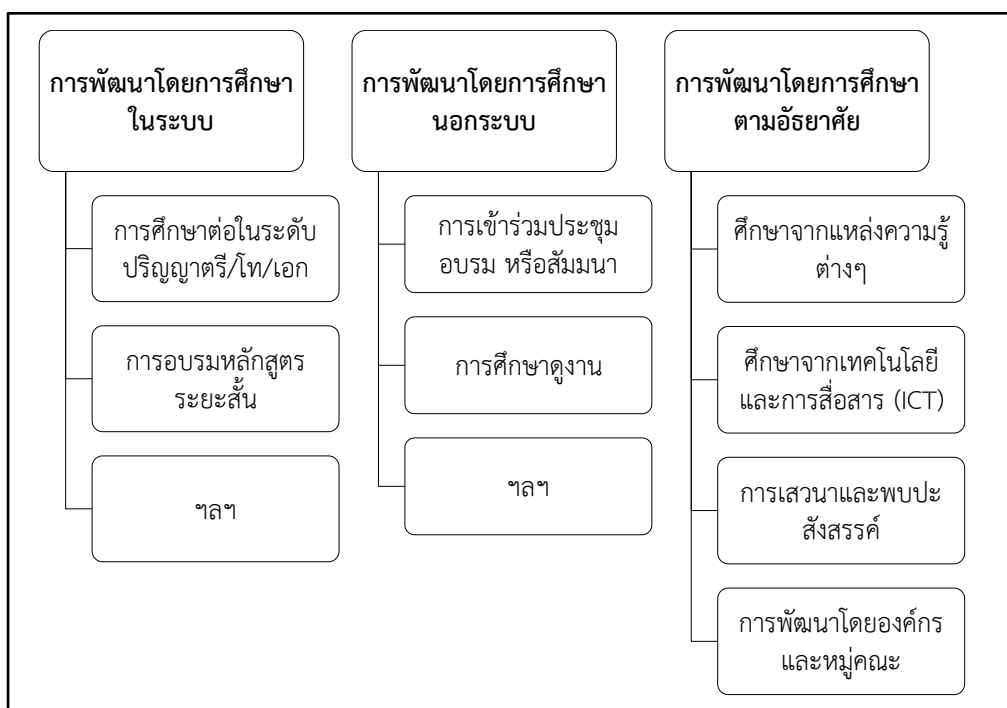 การพัฒนาโดยการศึกษา
ในระบบ
การศึกษาต่อในระดับ
ปริญญาตรี/โท/เอก
การอบรมหลักสูตร
ระยะสั้น
ฯลฯ
การพัฒนาโดยการศึกษา
นอกระบบ
การเข้าร่วมประชุม
อบรม หรือสัมมนา
การศึกษาดูงาน
ฯลฯ
การพัฒนาโดยการศึกษา
ตามอัธยาศัย
ศึกษาจากแหล่งความรู้
ต่างๆ
ศึกษาจากเทคโนโลยี
และการสื่อสาร (ICT)
การเสวนาและพบปะ
สังสรรค์
การพัฒนาโดยองค์กร
และหมู่คณะ